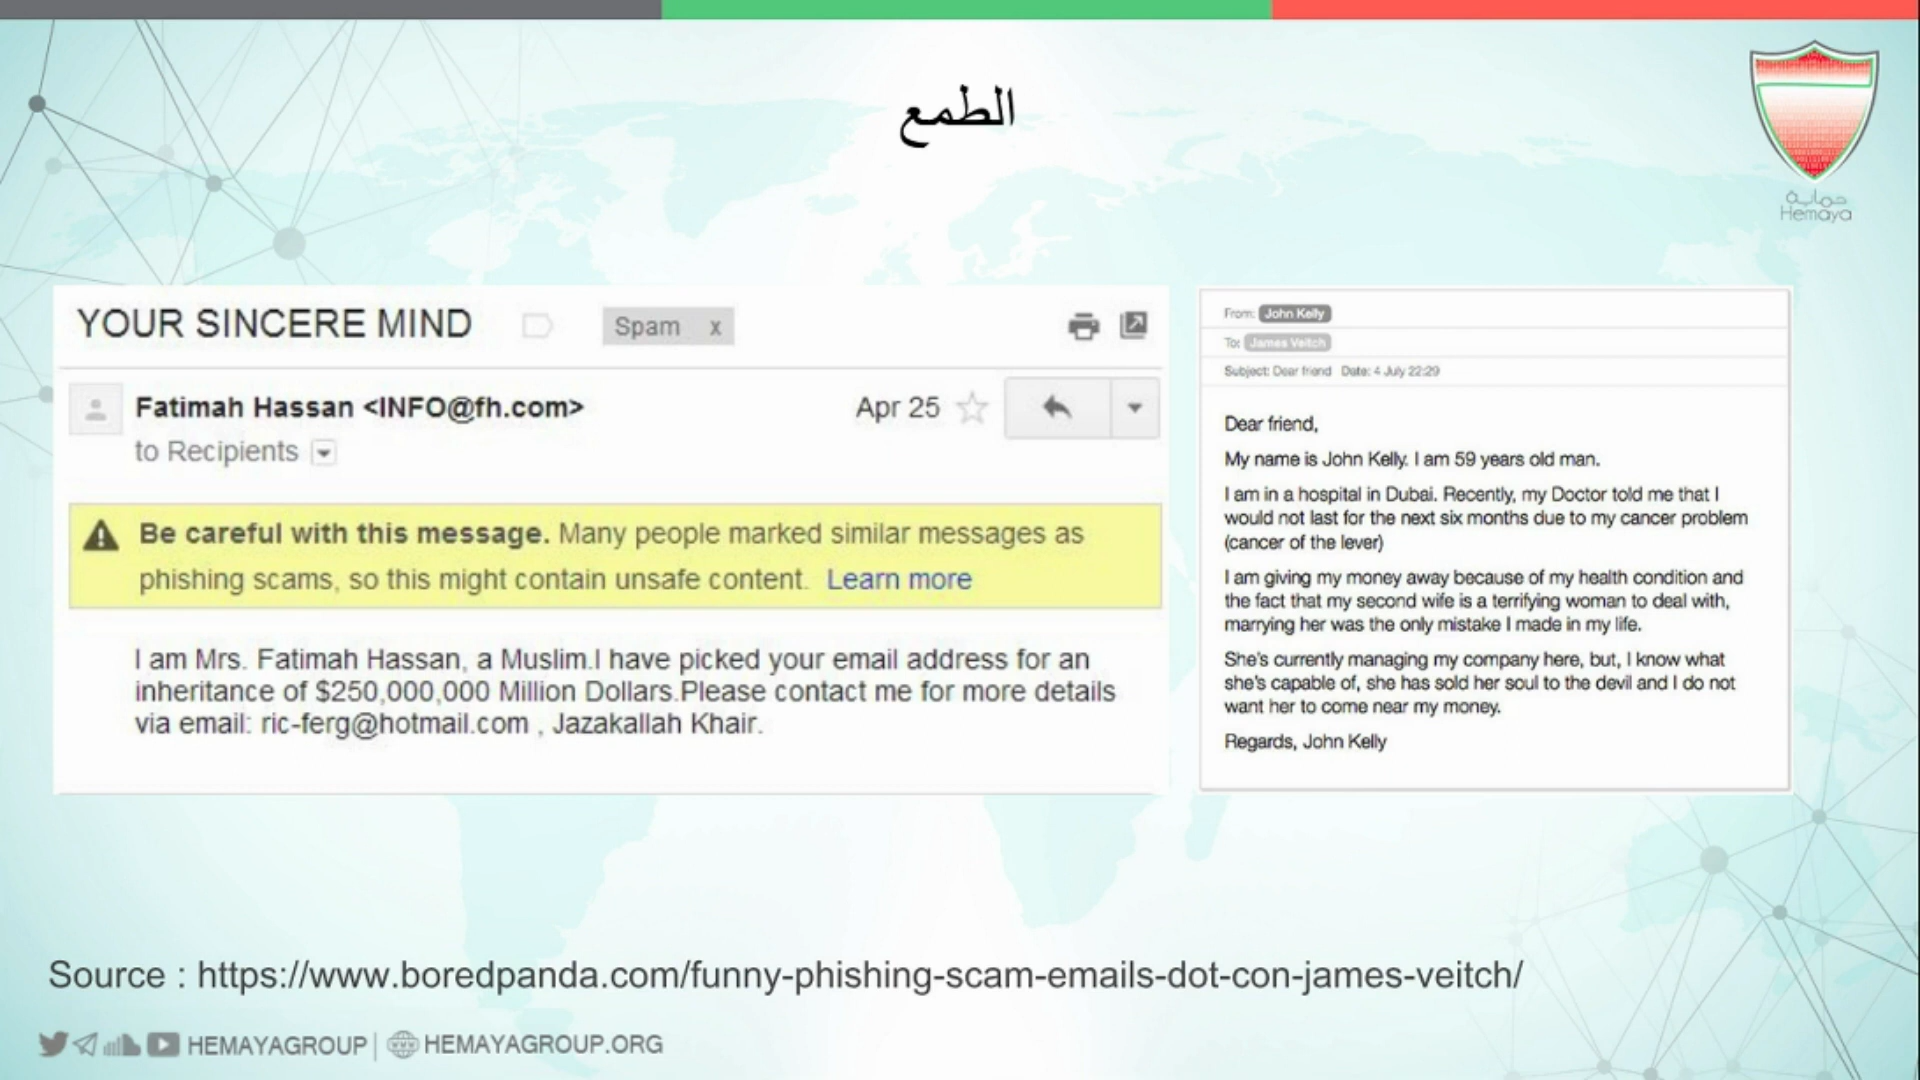 الطمع
حماية
Hemaya
YOUR SINCERE MIND
Spam x
Fatimah Hassan <INFO@fh.com>
Apr 25
to Recipients
Be careful with this message. Many people marked similar messages as
phishing scams, so this might contain unsafe content. Learn more
I am Mrs. Fatimah Hassan, a Muslim.I have picked your email address for an
inheritance of $250,000,000 Million Dollars.Please contact me for more details
via email: ric-ferg@hotmail.com , Jazakallah Khair.
From: John Kelly
To: James Veitch
Subject: Dear friend Date: 4 July 22:29
Dear friend,
My name is John Kelly. I am 59 years old man.
I am in a hospital in Dubai. Recently, my Doctor told me that I
would not last for the next six months due to my cancer problem
(cancer of the lever)
I am giving my money away because of my health condition and
the fact that my second wife is a terrifying woman to deal with,
marrying her was the only mistake I made in my life.
She's currently managing my company here, but, I know what
she's capable of, she has sold her soul to the devil and I do not
want her to come near my money.
Regards, John Kelly
Source : https://www.boredpanda.com/funny-phishing-scam-emails-dot-con-james-veitch/
HEMAYAGROUP | HEMAYAGROUP.ORG